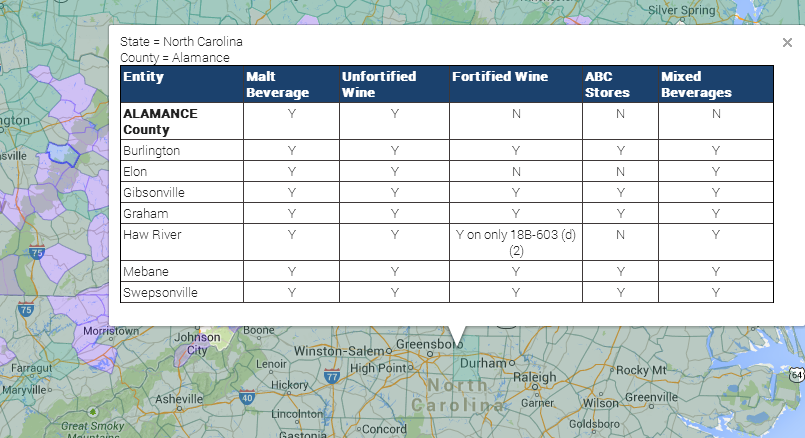 Silver Spring
State = North Carolina
County = Alamance
Entity Malt Beverage Unfortified Wine Fortified Wine ABC Stores Mixed Beverages
ALAMANCE County Y Y N N N
Burlington Y Y Y Y Y
Elon Y Y N N Y
Gibsonville Y Y Y Y Y
Graham Y Y Y Y Y
Haw River Y Y Y on only 18B-603 (d) (2) N Y
Mebane Y Y Y Y Y
Swepsonville Y Y Y Y Y
ngton
sville
75
75
Morristown
Johnson City
Boone
Winston-Salem
Greensboro
Farragut
Lenoir
High Point
Durham
Raleigh
Rocky Mt
64
77
Maryville
Hickory
North Carolina
Asheville
40
Garner
Wilson
Greenville
Lincolnton
Goldsboro
Great Smoky
Mountains
Concord
Gastonia